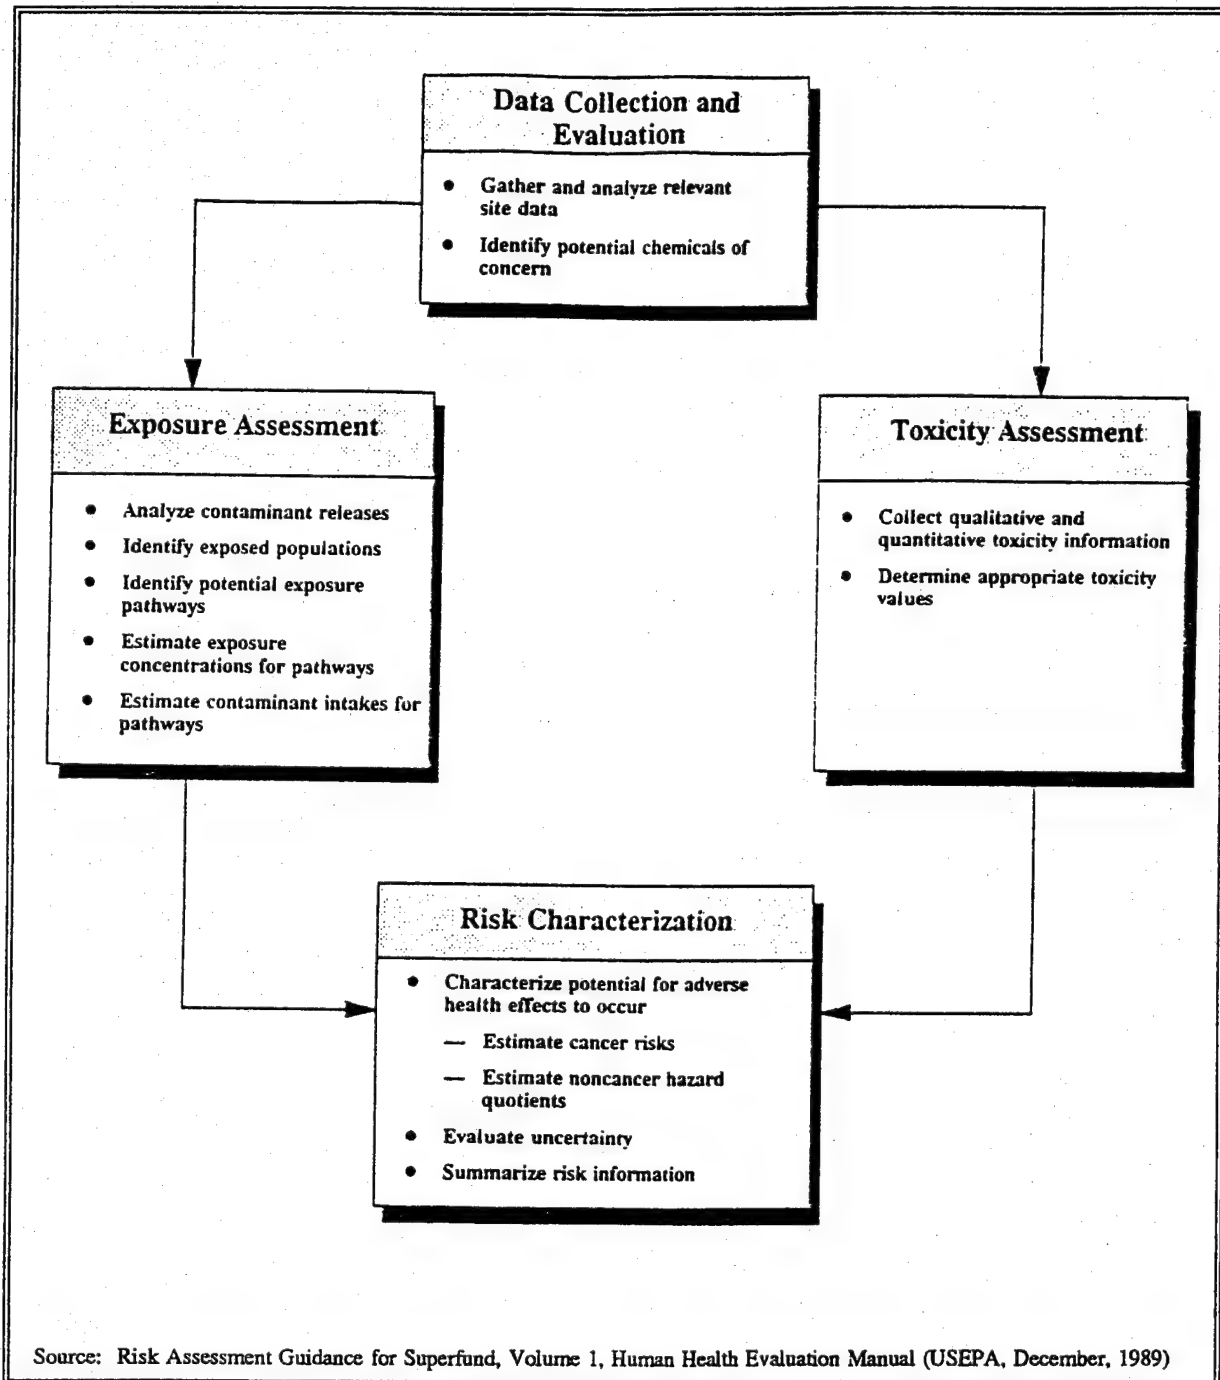 Data Collection and
Evaluation
• Gather and analyze relevant
site data
• Identify potential chemicals of
concern
Exposure Assessment
• Analyze contaminant releases
• Identify exposed populations
• Identify potential exposure
pathways
• Estimate exposure
concentrations for pathways
• Estimate contaminant intakes for
pathways
Toxicity Assessment
• Collect qualitative and
quantitative toxicity information
• Determine appropriate toxicity
values
Risk Characterization
• Characterize potential for adverse
health effects to occur
— Estimate cancer risks
— Estimate noncancer hazard
quotients
• Evaluate uncertainty
• Summarize risk information
Source: Risk Assessment Guidance for Superfund, Volume 1, Human Health Evaluation Manual (USEPA, December, 1989)